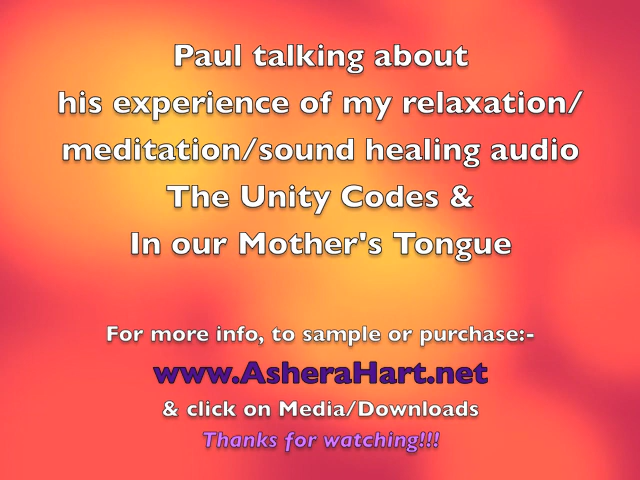 Paul talking about
his experience of my relaxation/
meditation/sound healing audio
The Unity Codes &
In our Mother's Tongue
For more info, to sample or purchase:-
www.AsheraHart.net
& click on Media/Downloads
Thanks for watching!!!